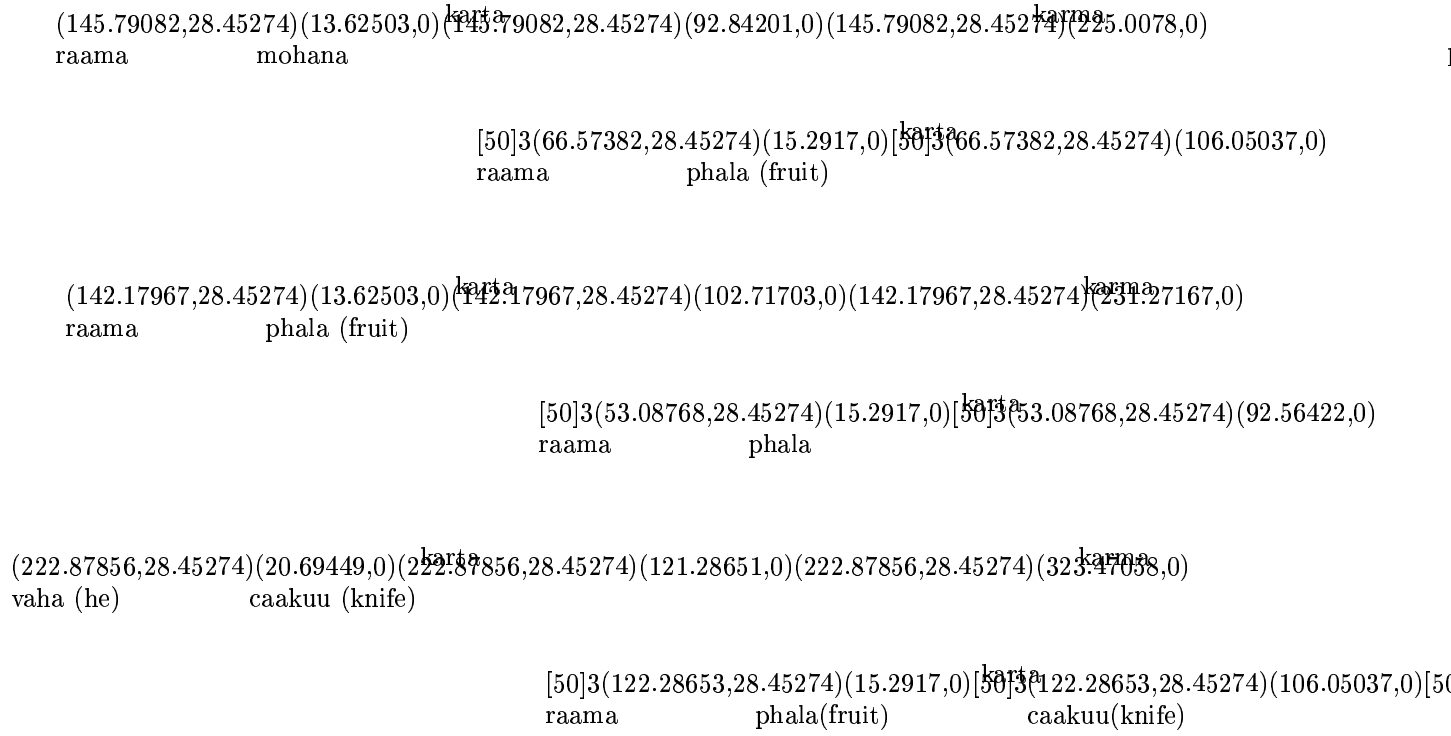 karta karma
(145.79082,28.45274)(13.62503,0)(145.79082,28.45274)(92.84201,0)(145.79082,28.45274)(225.0078,0)
raama mohana
karta
[50]3(66.57382,28.45274)(15.2917,0)[50]3(66.57382,28.45274)(106.05037,0)
raama phala (fruit)
karta karma
(142.17967,28.45274)(13.62503,0)(142.17967,28.45274)(102.71703,0)(142.17967,28.45274)(231.27167,0)
raama phala (fruit)
karta
[50]3(53.08768,28.45274)(15.2917,0)[50]3(53.08768,28.45274)(92.56422,0)
raama phala
karta karma
(222.87856,28.45274)(20.69449,0)(222.87856,28.45274)(121.28651,0)(222.87856,28.45274)(323.47058,0)
vaha (he) caakuu (knife)
karta
[50]3(122.28653,28.45274)(15.2917,0)[50]3(122.28653,28.45274)(106.05037,0)[50
raama phala(fruit) caakuu(knife)